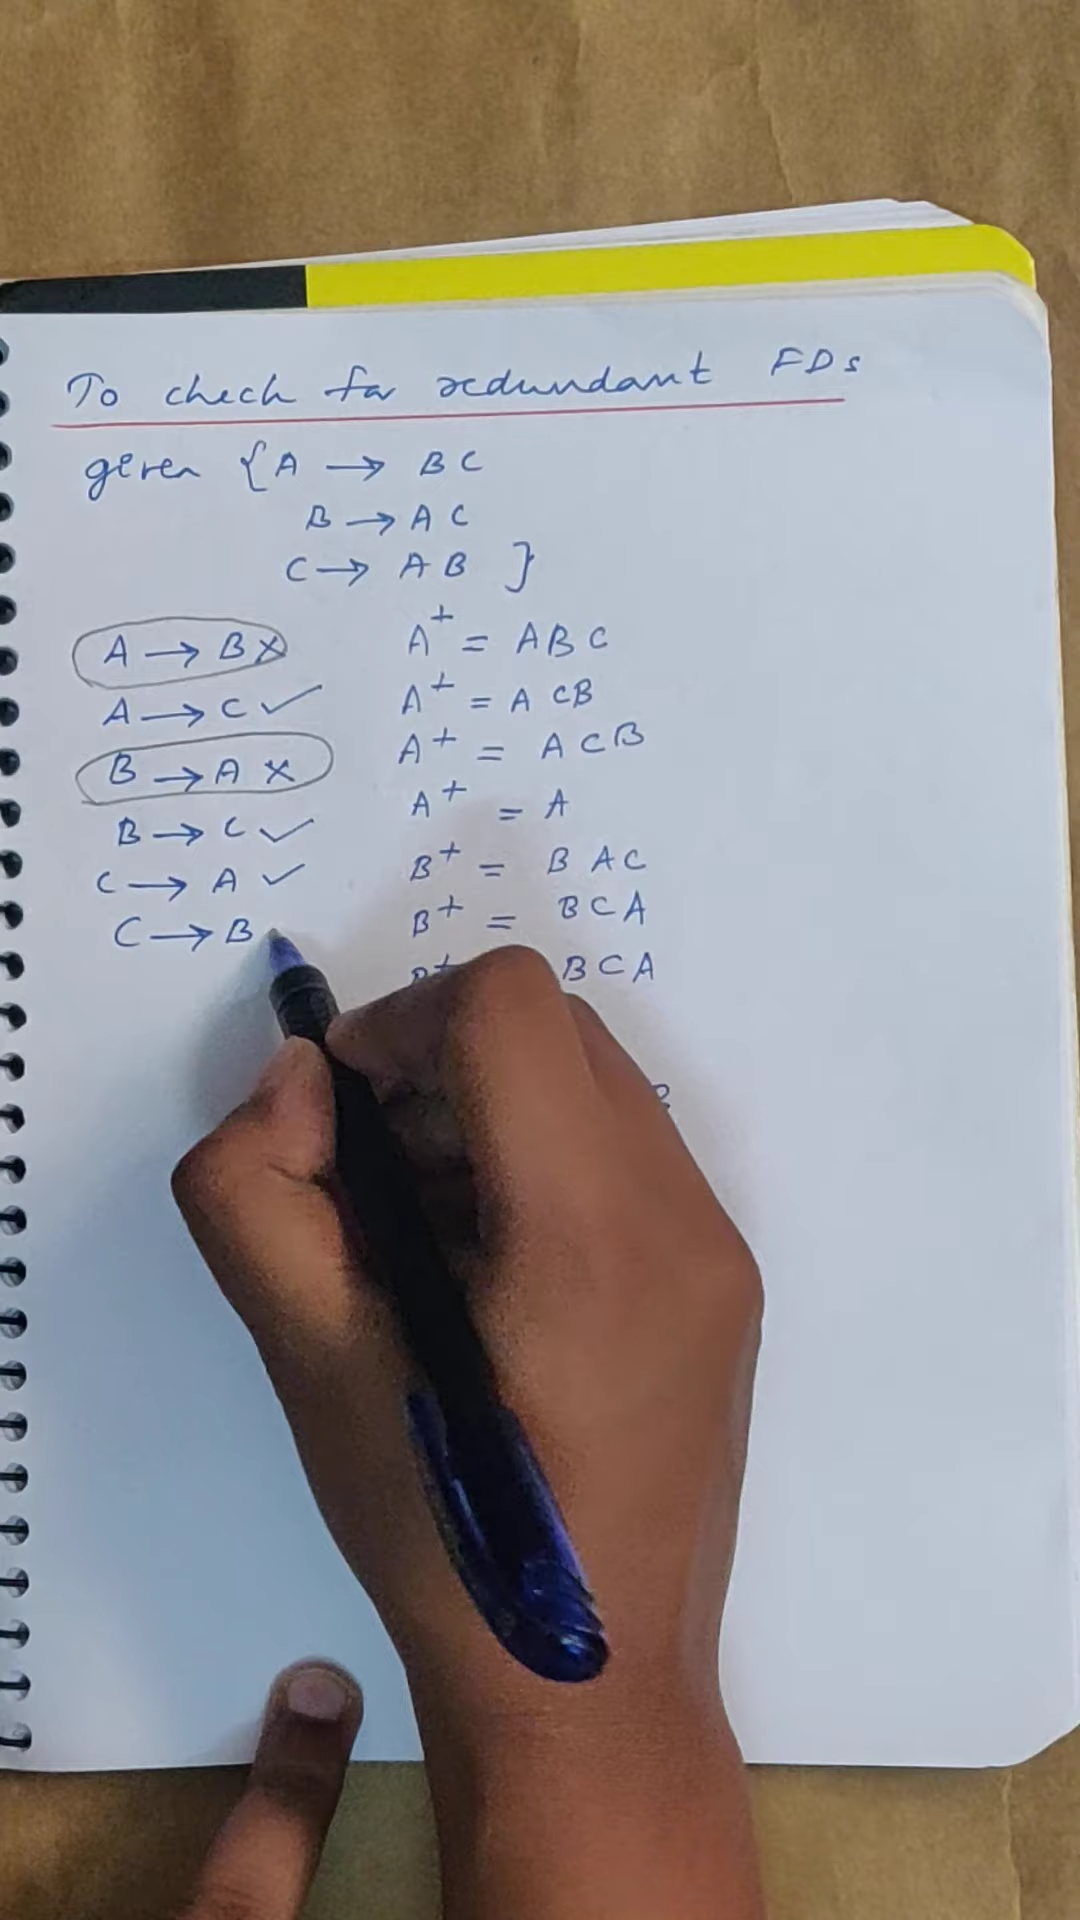 To check for redundant FDs
given { A → BC
B → AC
C → AB }
A → B ×
A → C ✓
B → A ×
B → C ✓
C → A ✓
C → B
A⁺ = ABC
A⁺ = ACB
A⁺ = ACB
A⁺ = A
B⁺ = BAC
B⁺ = BCA
BCA